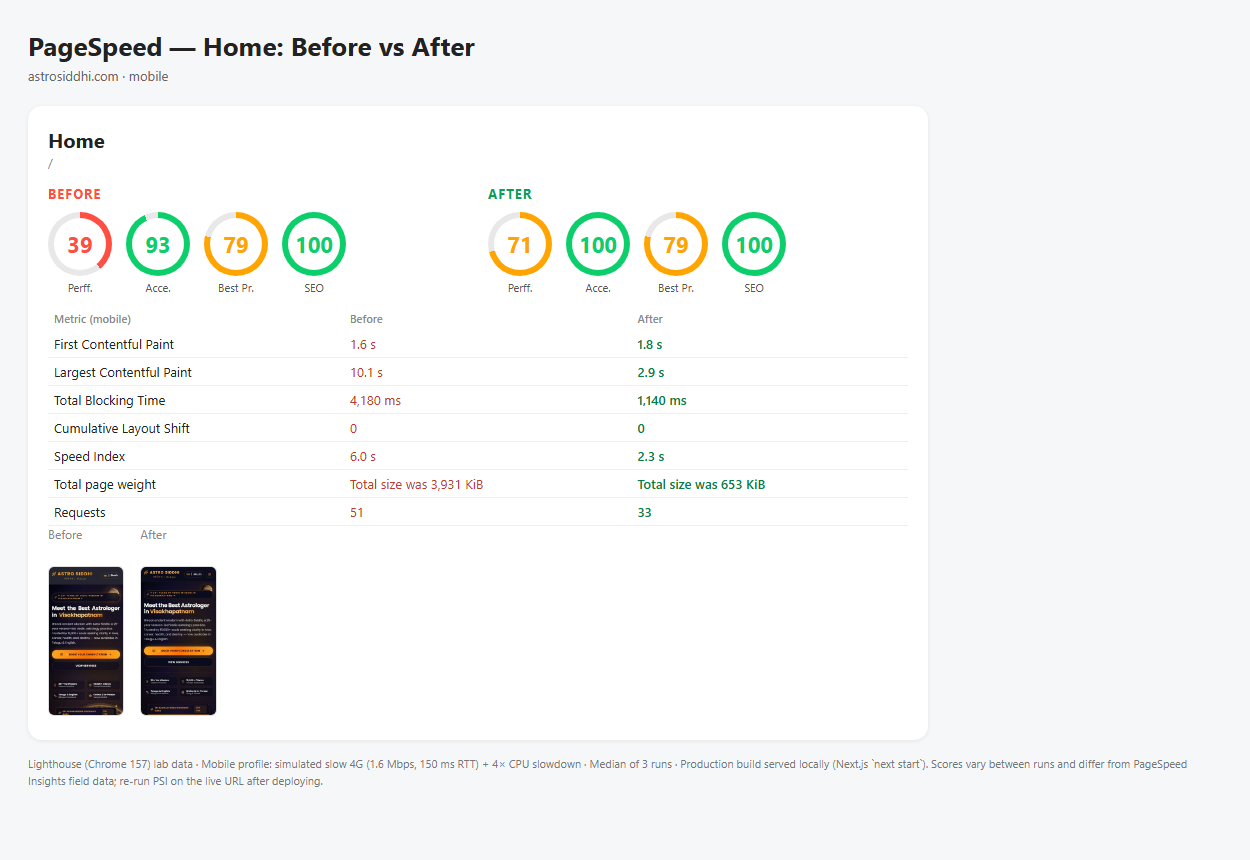 PageSpeed — Home: Before vs After
astrosiddhi.com · mobile
Home
/
BEFORE
AFTER
39 93 79 100
71 100 79 100
Perff. Acce. Best Pr. SEO
Perff. Acce. Best Pr. SEO
Metric (mobile) Before After
First Contentful Paint 1.6 s 1.8 s
Largest Contentful Paint 10.1 s 2.9 s
Total Blocking Time 4,180 ms 1,140 ms
Cumulative Layout Shift 0 0
Speed Index 6.0 s 2.3 s
Total page weight Total size was 3,931 KiB Total size was 653 KiB
Requests 51 33
Before After
ASTRO SIDDHI
Meet the Best Astrologer
in Visakhapatnam
ASTRO SIDDHI
Meet the Best Astrologer
in Visakhapatnam
Lighthouse (Chrome 157) lab data · Mobile profile: simulated slow 4G (1.6 Mbps, 150 ms RTT) + 4× CPU slowdown · Median of 3 runs · Production build served locally (Next.js `next start`). Scores vary between runs and differ from PageSpeed
Insights field data; re-run PSI on the live URL after deploying.